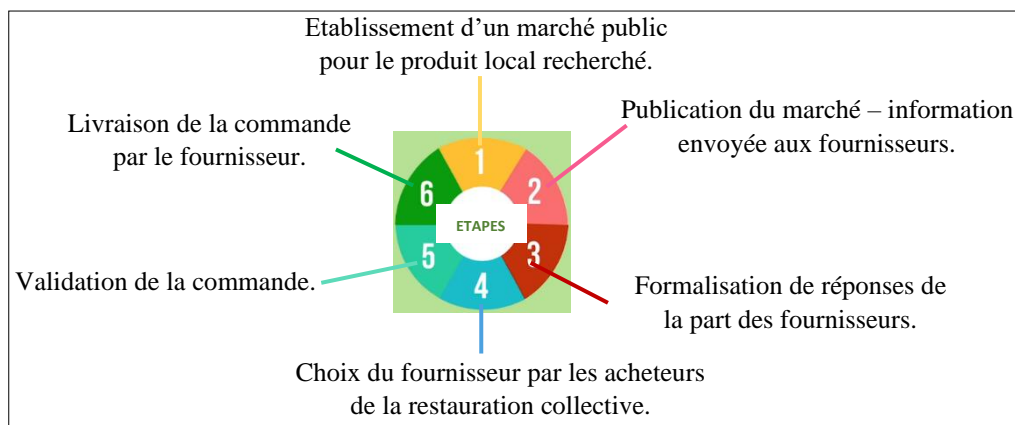 Etablissement d’un marché public
pour le produit local recherché.
Publication du marché – information
envoyée aux fournisseurs.
Livraison de la commande
par le fournisseur.
1
2
6
ETAPES
3
5
4
Validation de la commande.
Formalisation de réponses de
la part des fournisseurs.
Choix du fournisseur par les acheteurs
de la restauration collective.